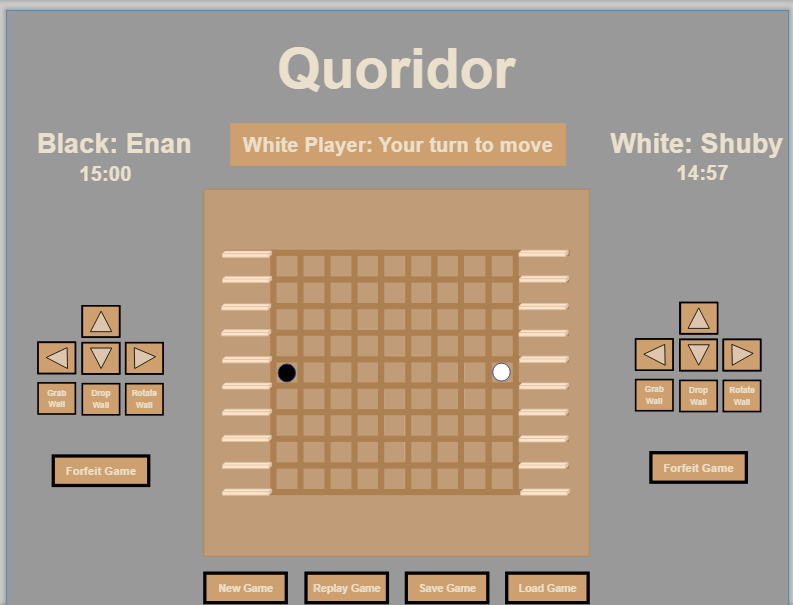 Quoridor
Black: Enan
15:00
White Player: Your turn to move
White: Shuby
14:57
Grab
Wall
Drop
Wall
Rotate
Wall
Forfeit Game
Grab
Wall
Drop
Wall
Rotate
Wall
Forfeit Game
New Game
Replay Game
Save Game
Load Game